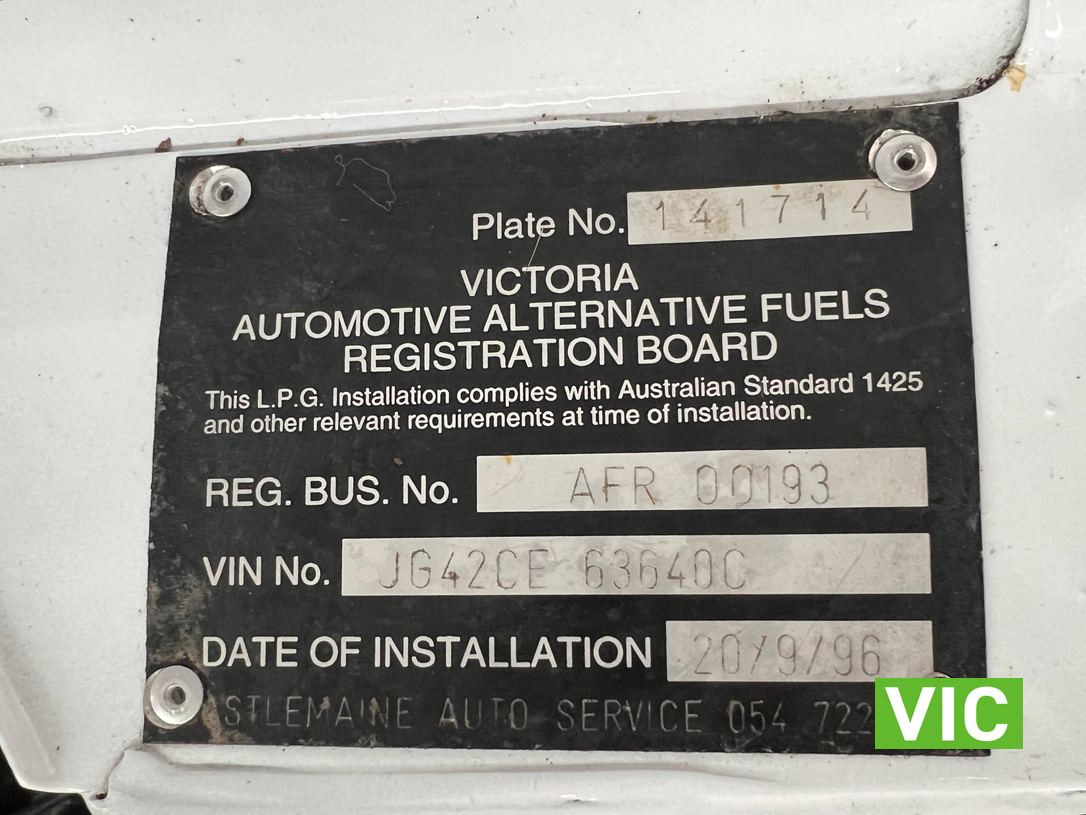 Plate No. 141714
VICTORIA
AUTOMOTIVE ALTERNATIVE FUELS
REGISTRATION BOARD
This L.P.G. Installation complies with Australian Standard 1425
and other relevant requirements at time of installation.
REG. BUS. No. AFR 00193
VIN No. JG42CE 63640C
DATE OF INSTALLATION 20/9/96
STLEMAINE AUTO SERVICE 054 722
VIC